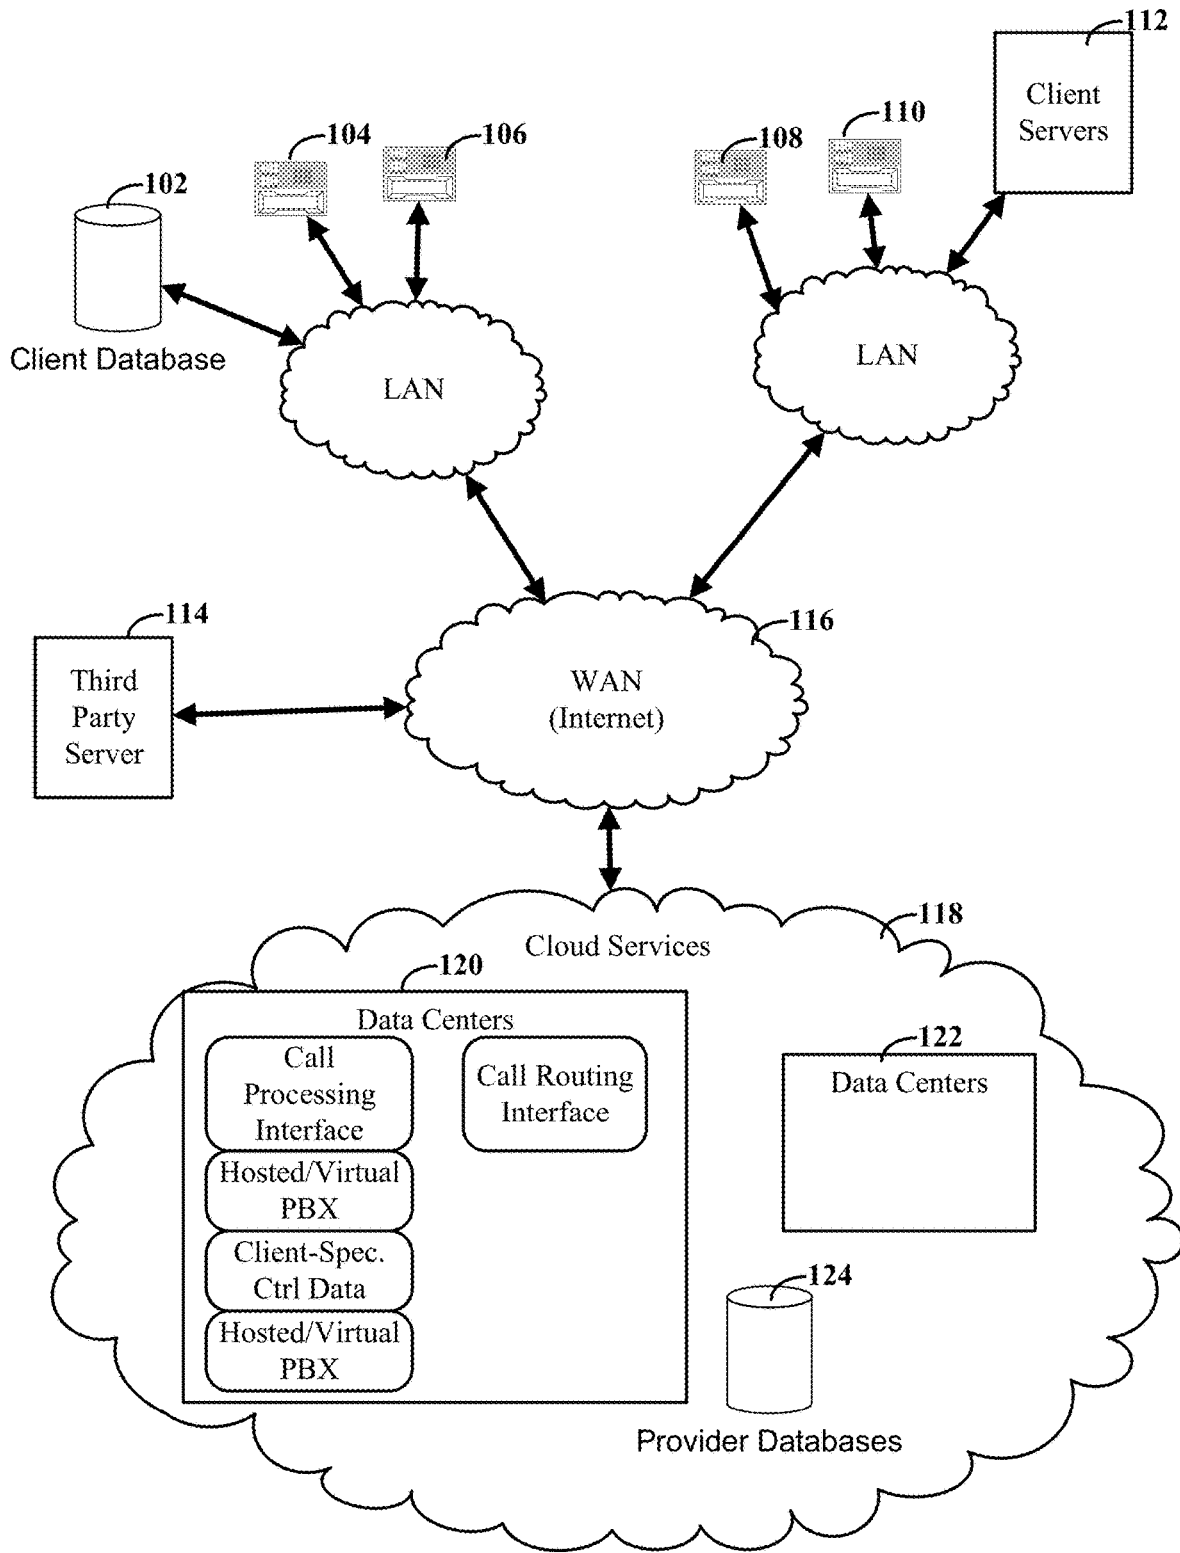 112
Client
Servers
104
106
108
110
102
Client Database
LAN
LAN
114
Third
Party
Server
116
WAN
(Internet)
118
Cloud Services
120
Data Centers
Call
Processing
Interface
Call Routing
Interface
Hosted/Virtual
PBX
Client-Spec.
Ctrl Data
Hosted/Virtual
PBX
122
Data Centers
124
Provider Databases